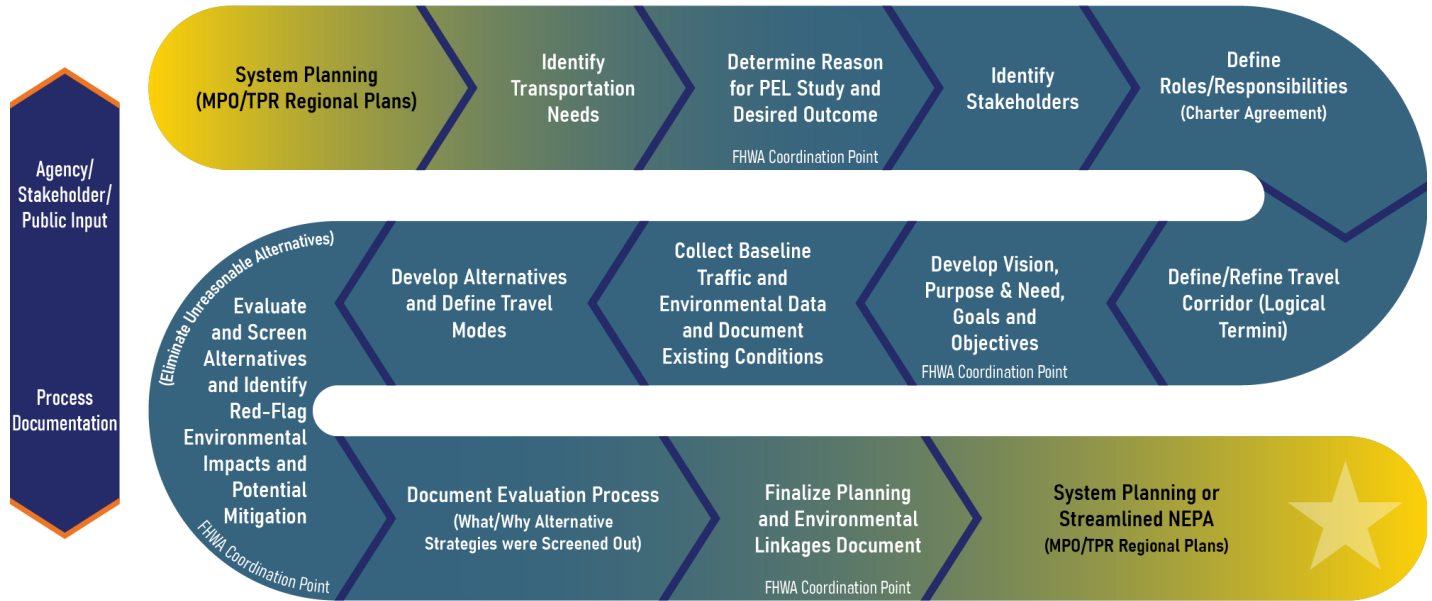 Agency/
Stakeholder/
Public Input
Process
Documentation
System Planning
(MPO/TPR Regional Plans)
Identify
Transportation
Needs
Determine Reason
for PEL Study and
Desired Outcome
FHWA Coordination Point
Identify
Stakeholders
Define
Roles/Responsibilities
(Charter Agreement)
Define/Refine Travel
Corridor (Logical
Termini)
Develop Vision,
Purpose & Need,
Goals and
Objectives
FHWA Coordination Point
Collect Baseline
Traffic and
Environmental Data
and Document
Existing Conditions
Develop Alternatives
and Define Travel
Modes
(Eliminate Unreasonable Alternatives)
Evaluate
and Screen
Alternatives
and Identify
Red-Flag
Environmental
Impacts and
Potential
Mitigation
FHWA Coordination Point
Document Evaluation Process
(What/Why Alternative
Strategies were Screened Out)
Finalize Planning
and Environmental
Linkages Document
FHWA Coordination Point
System Planning or
Streamlined NEPA
(MPO/TPR Regional Plans)